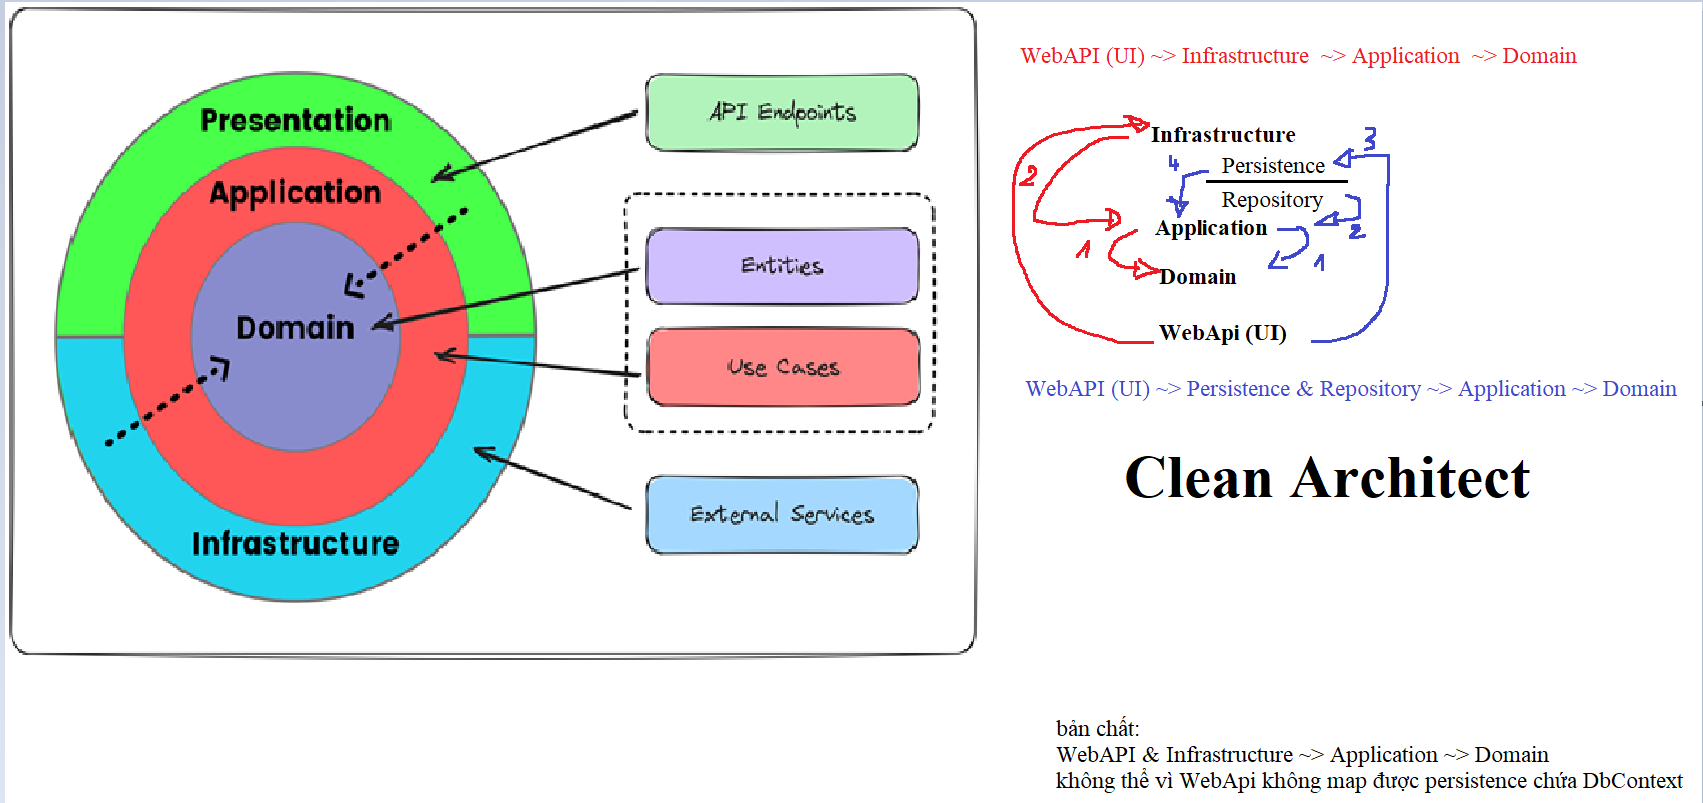 Presentation
Application
Domain
Infrastructure
API Endpoints
Entities
Use Cases
External Services
WebAPI (UI) ~> Infrastructure ~> Application ~> Domain
Infrastructure
3
4
Persistence
2
Repository
Application
2
1
1
Domain
WebApi (UI)
WebAPI (UI) ~> Persistence & Repository ~> Application ~> Domain
Clean Architect
bản chất:
WebAPI & Infrastructure ~> Application ~> Domain
không thể vì WebApi không map được persistence chứa DbContext